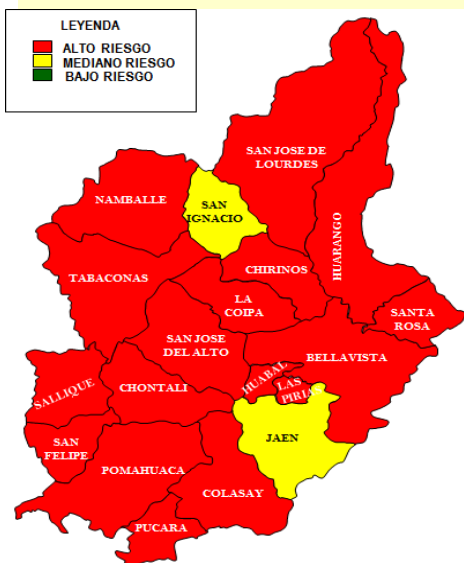 LEYENDA
ALTO RIESGO
MEDIANO RIESGO
BAJO RIESGO
SAN JOSE DE
LOURDES
NAMBALLE
SAN
IGNACIO
HUARANGO
TABACONAS
CHIRINOS
LA
COIPA
SANTA
ROSA
SAN JOSE
DEL ALTO
BELLAVISTA
HUABAL
LAS
PIRIAS
SALLIQUE
CHONTALI
JAEN
SAN
FELIPE
POMAHUACA
COLASAY
PUCARA